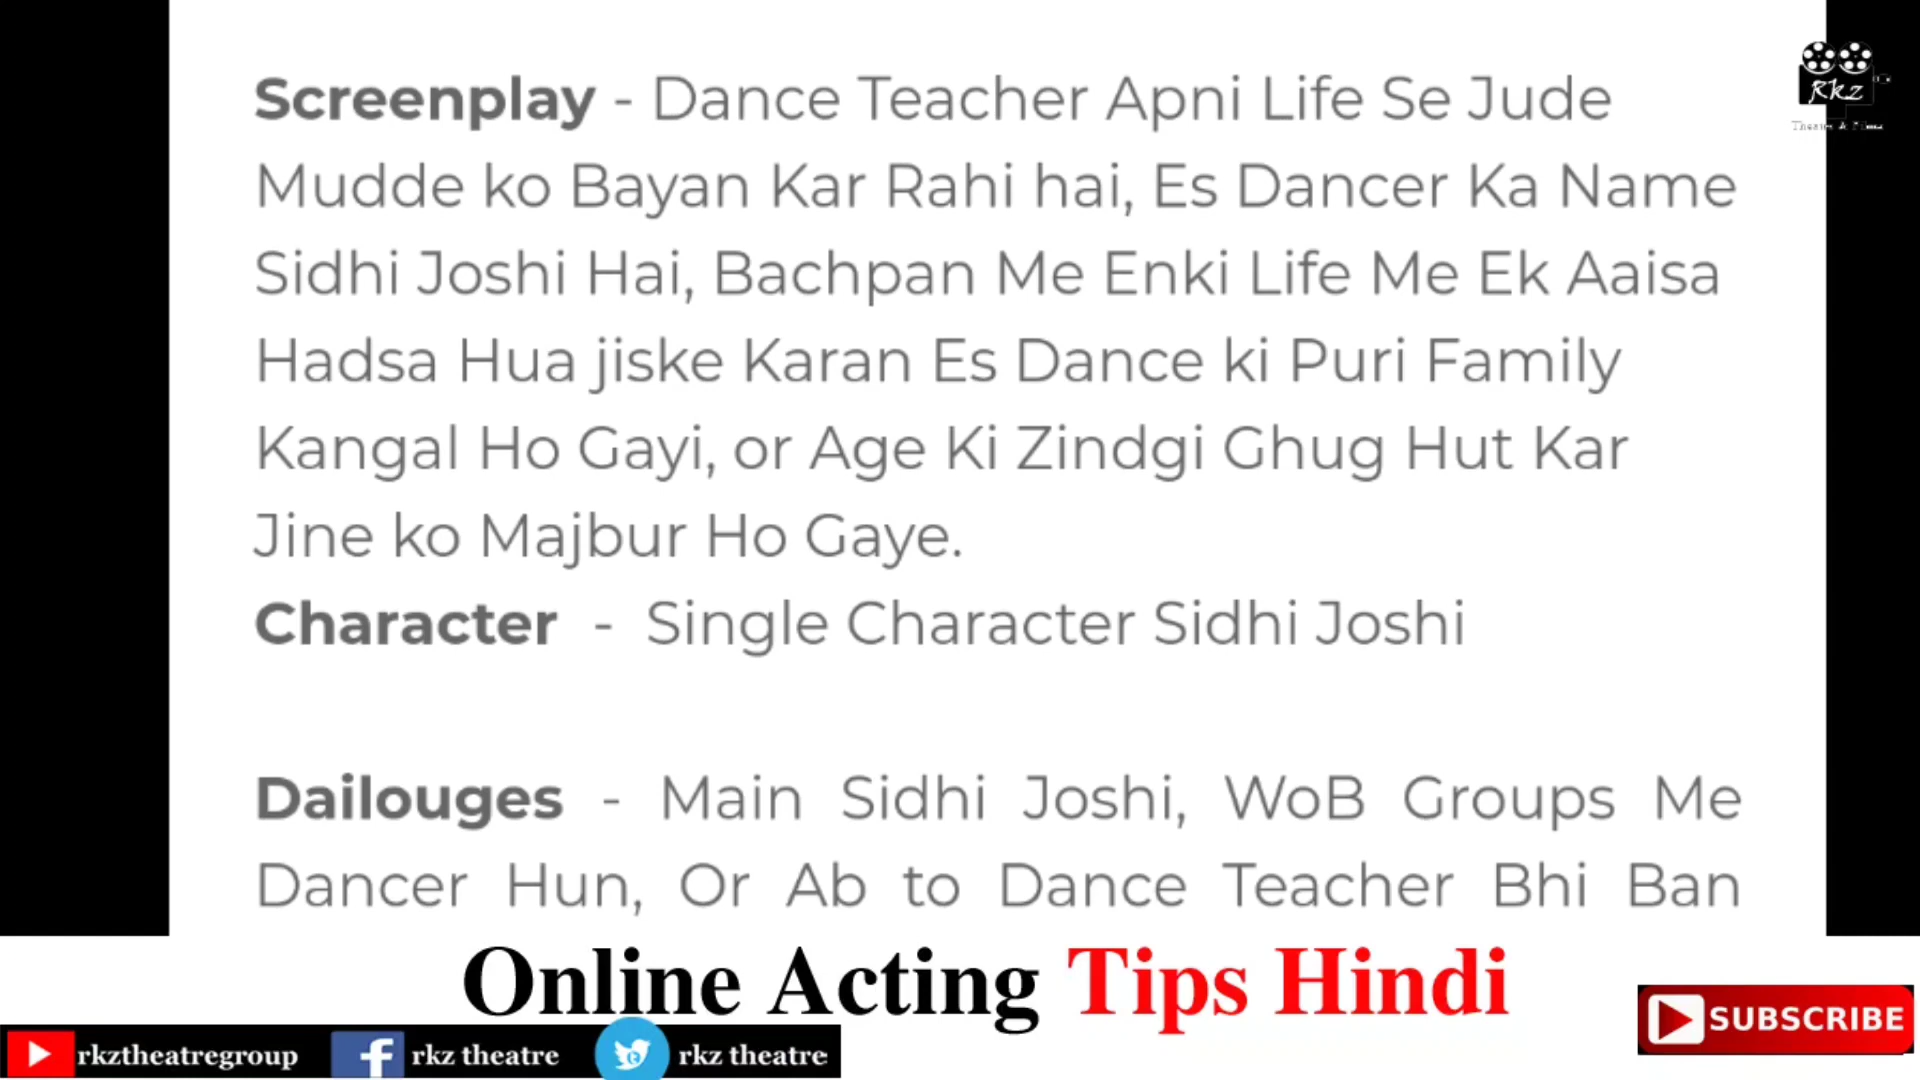 Screenplay - Dance Teacher Apni Life Se Jude
Mudde ko Bayan Kar Rahi hai, Es Dancer Ka Name
Sidhi Joshi Hai, Bachpan Me Enki Life Me Ek Aaisa
Hadsa Hua jiske Karan Es Dance ki Puri Family
Kangal Ho Gayi, or Age Ki Zindgi Ghug Hut Kar
Jine ko Majbur Ho Gaye.
Character - Single Character Sidhi Joshi
Dailouges - Main Sidhi Joshi, WoB Groups Me
Dancer Hun, Or Ab to Dance Teacher Bhi Ban
Rkz
Online Acting Tips Hindi
rkztheatregroup rkz theatre rkz theatre
SUBSCRIBE